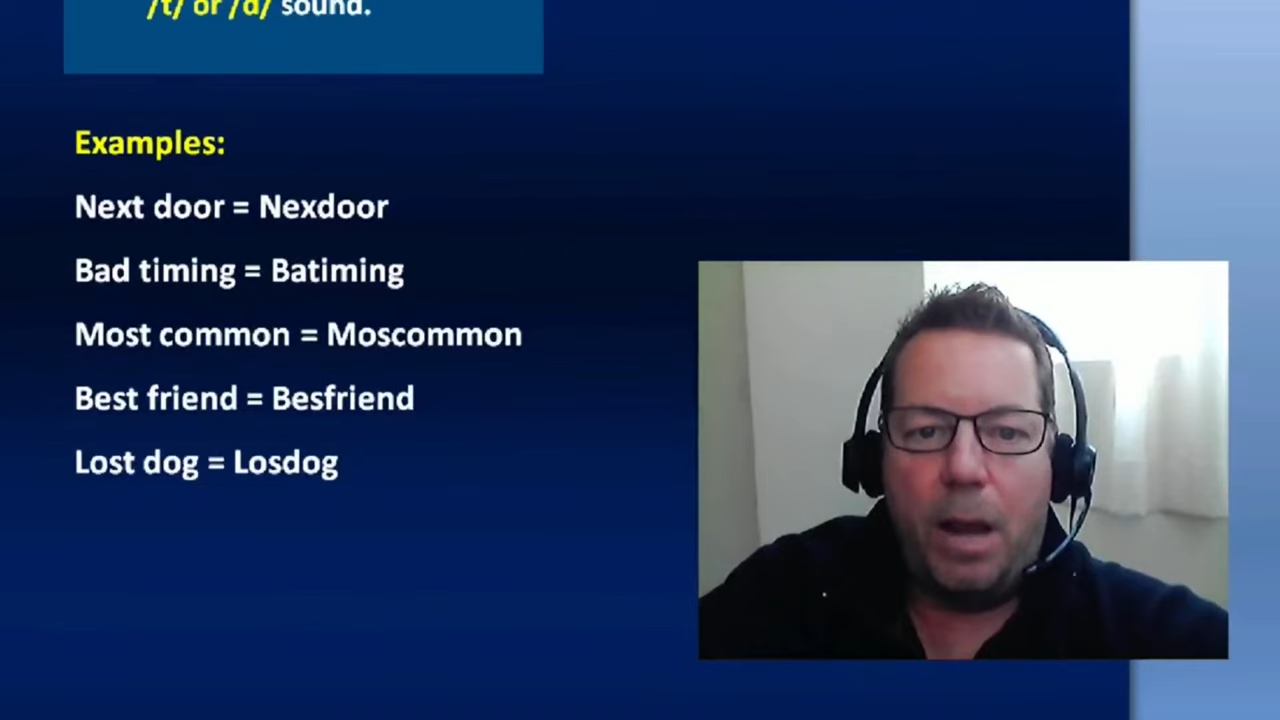 /t/ or /d/ sound.
Examples:
Next door = Nexdoor
Bad timing = Batiming
Most common = Moscommon
Best friend = Besfriend
Lost dog = Losdog